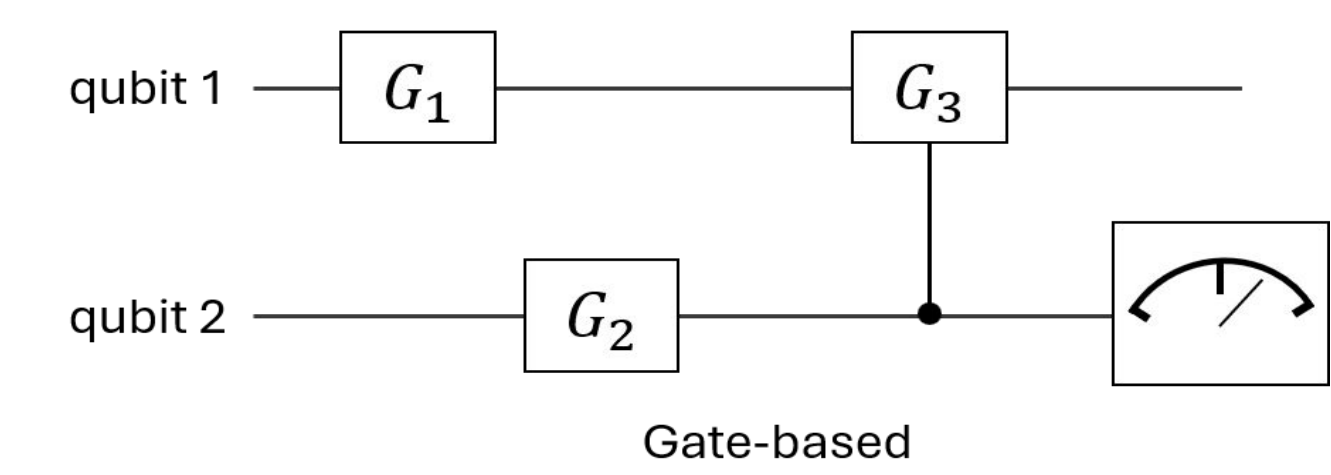 qubit 1 G₁ G₃
qubit 2 G₂
Gate-based